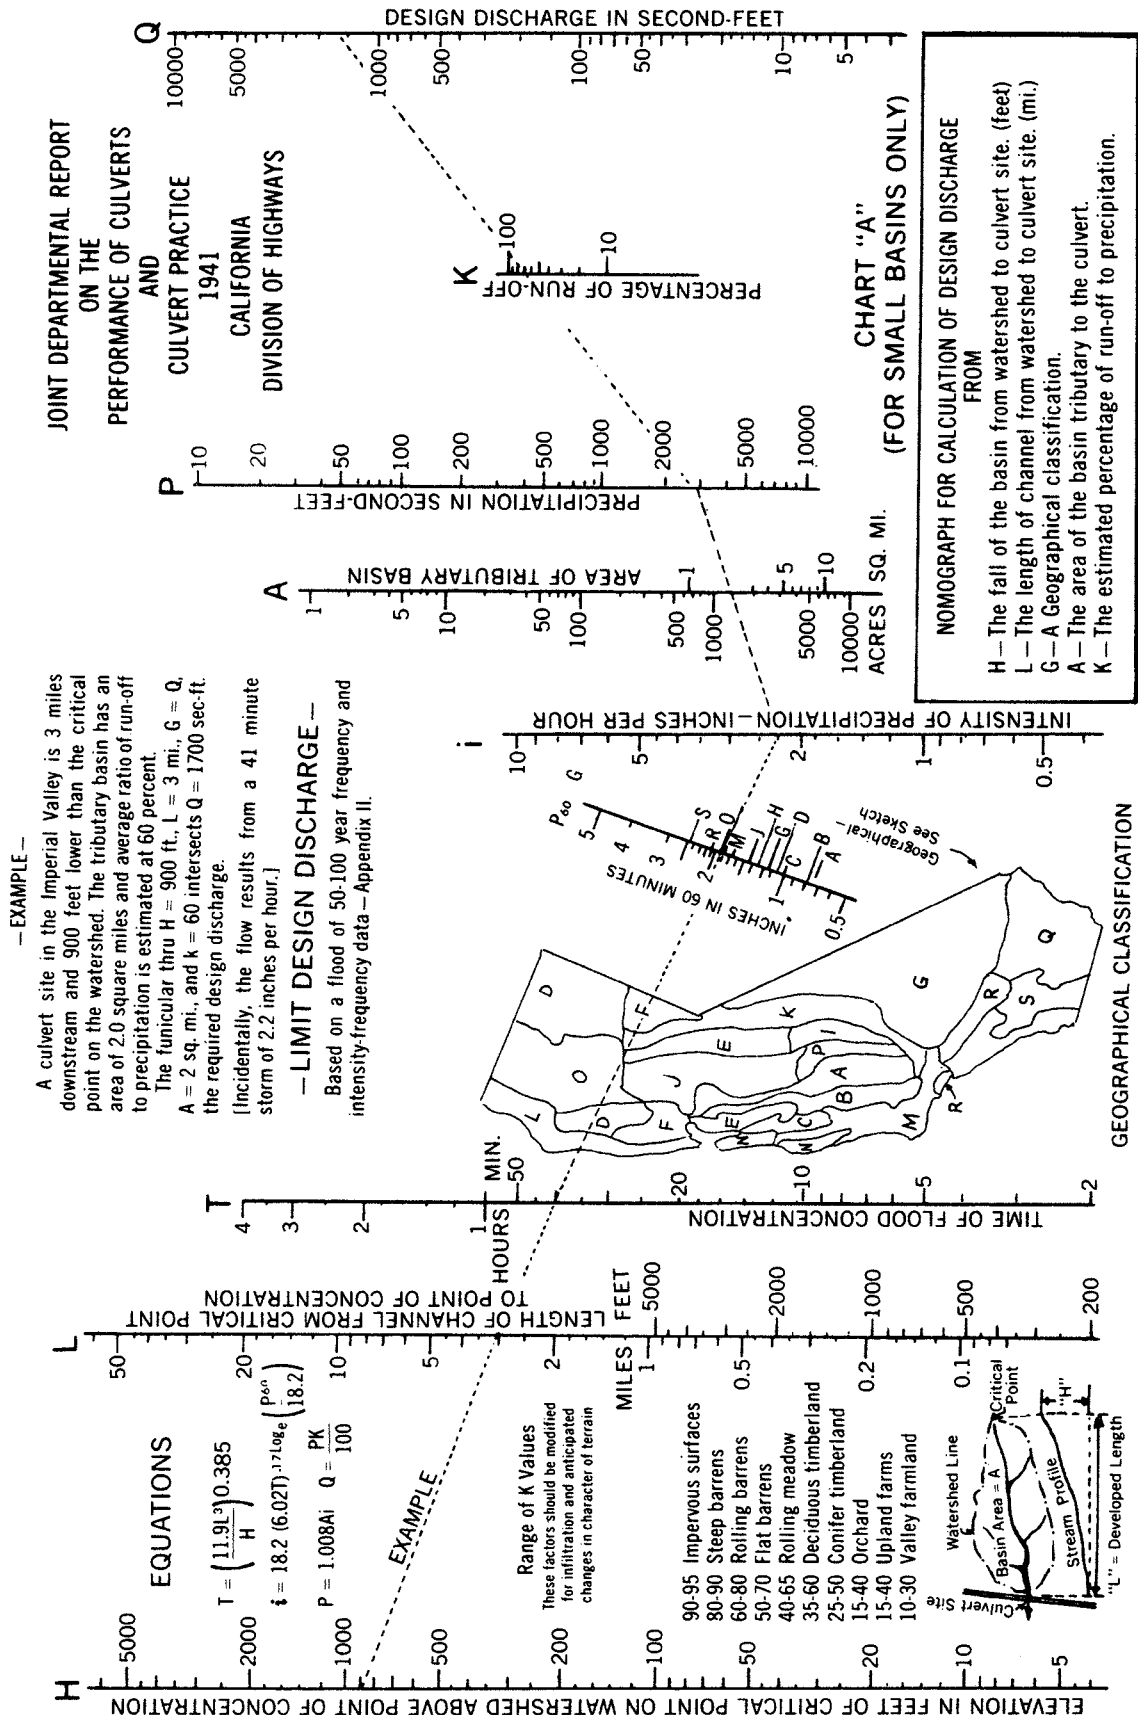 JOINT DEPARTMENTAL REPORT
ON THE
PERFORMANCE OF CULVERTS
AND
CULVERT PRACTICE
1941
CALIFORNIA
DIVISION OF HIGHWAYS
— EXAMPLE —
A culvert site in the Imperial Valley is 3 miles
downstream and 900 feet lower than the critical
point on the watershed. The tributary basin has an
area of 2.0 square miles and average ratio of run-off
to precipitation is estimated at 60 percent.
The funicular thru H = 900 ft., L = 3 mi., G = Q,
A = 2 sq. mi. and k = 60 intersects Q = 1700 sec-ft.
the required design discharge.
[Incidentally, the flow results from a 41 minute
storm of 2.2 inches per hour.]
— LIMIT DESIGN DISCHARGE —
Based on a flood of 50-100 year frequency and
intensity-frequency data — Appendix II.
EQUATIONS
T = (11.9L³/H)0.385
i = 18.2 (6.02T).17 Loge (P60/18.2)
P = 1.008Ai Q = PK/100
EXAMPLE
Range of K Values
These factors should be modified
for infiltration and anticipated
changes in character of terrain
90-95 Impervous surfaces
80-90 Steep barrens
60-80 Rolling barrens
50-70 Flat barrens
40-65 Rolling meadow
35-60 Deciduous timberland
25-50 Conifer timberland
15-40 Orchard
15-40 Upland farms
10-30 Valley farmland
Watershed Line
Culvert Site
Basin Area = A
Critical
Point
Stream Profile
"H"
"L" = Developed Length
H
ELEVATION IN FEET OF CRITICAL POINT ON WATERSHED ABOVE POINT OF CONCENTRATION
5000
2000
1000
500
200
100
50
20
10
5
L
LENGTH OF CHANNEL FROM CRITICAL POINT
TO POINT OF CONCENTRATION
50
20
10
5
2
1
0.5
0.2
0.1
MILES
FEET
5000
2000
1000
500
200
T
TIME OF FLOOD CONCENTRATION
4
3
2
1
HOURS
MIN.
50
20
10
5
2
L
O
D
D
F
F
J
E
K
E
N
C
N
P
I
A
B
M
R
G
R
S
Q
GEOGRAPHICAL CLASSIFICATION
P60
G
5
4
3
2
1
0.5
INCHES IN 60 MINUTES
S
R
Q
M
J
H
G
D
C
B
A
Geographical —
See Sketch
i
INTENSITY OF PRECIPITATION — INCHES PER HOUR
10
5
2
1
0.5
A
AREA OF TRIBUTARY BASIN
1
5
10
50
100
500
1000
10000
ACRES
1
5
10
SQ. MI.
P
PRECIPITATION IN SECOND-FEET
10
20
50
100
200
500
1000
2000
5000
10000
K
PERCENTAGE OF RUN-OFF
100
10
Q
DESIGN DISCHARGE IN SECOND-FEET
10000
5000
1000
500
100
50
10
5
CHART "A"
(FOR SMALL BASINS ONLY)
NOMOGRAPH FOR CALCULATION OF DESIGN DISCHARGE
FROM
H — The fall of the basin from watershed to culvert site. (feet)
L — The length of channel from watershed to culvert site. (mi.)
G — A Geographical classification.
A — The area of the basin tributary to the culvert.
K — The estimated percentage of run-off to precipitation.